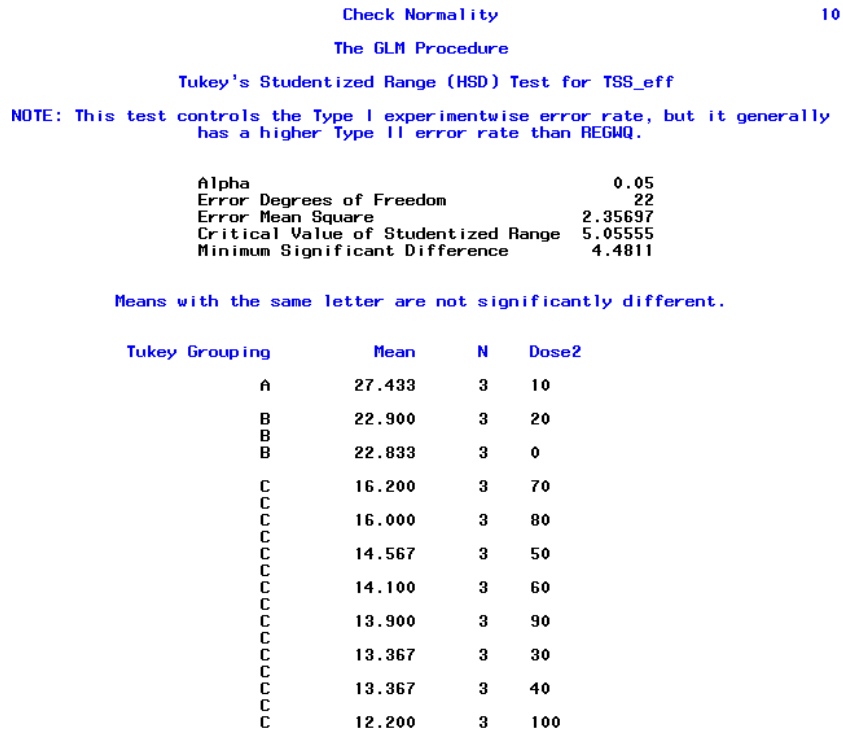 Check Normality 10
The GLM Procedure
Tukey's Studentized Range (HSD) Test for TSS_eff
NOTE: This test controls the Type I experimentwise error rate, but it generally
has a higher Type II error rate than REGWQ.
Alpha 0.05
Error Degrees of Freedom 22
Error Mean Square 2.35697
Critical Value of Studentized Range 5.05555
Minimum Significant Difference 4.4811
Means with the same letter are not significantly different.
Tukey Grouping Mean N Dose2
A 27.433 3 10
B 22.900 3 20
B
B 22.833 3 0
C 16.200 3 70
C
C 16.000 3 80
C
C 14.567 3 50
C
C 14.100 3 60
C
C 13.900 3 90
C
C 13.367 3 30
C
C 13.367 3 40
C
C 12.200 3 100